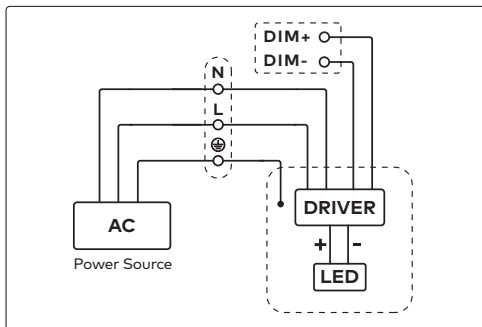 DIM+
DIM-
N
L
AC
Power Source
DRIVER
+ -
LED